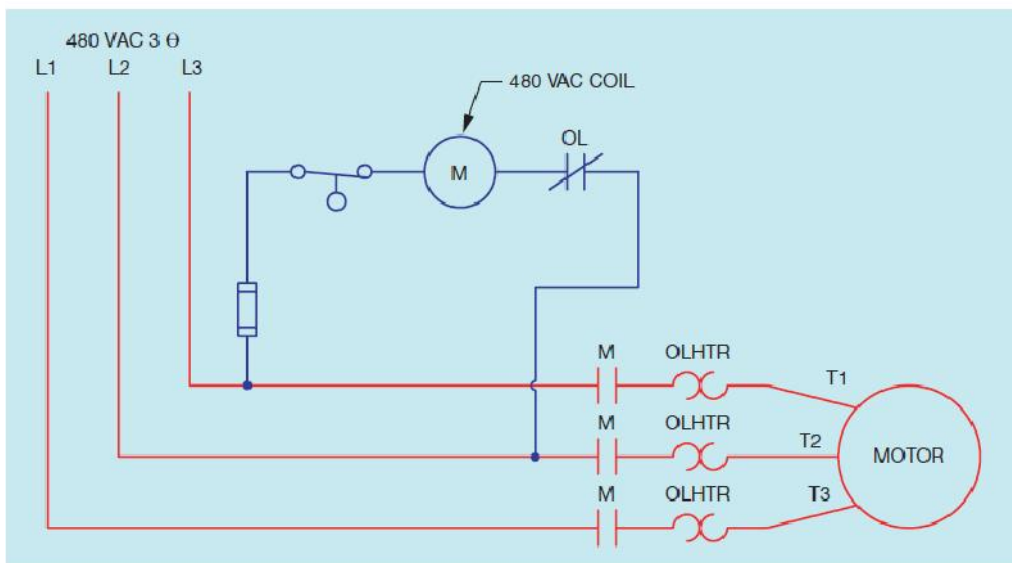 480 VAC 3 Θ
L1 L2 L3
480 VAC COIL
OL
M
M OLHTR
T1
M OLHTR
T2
MOTOR
M OLHTR
T3